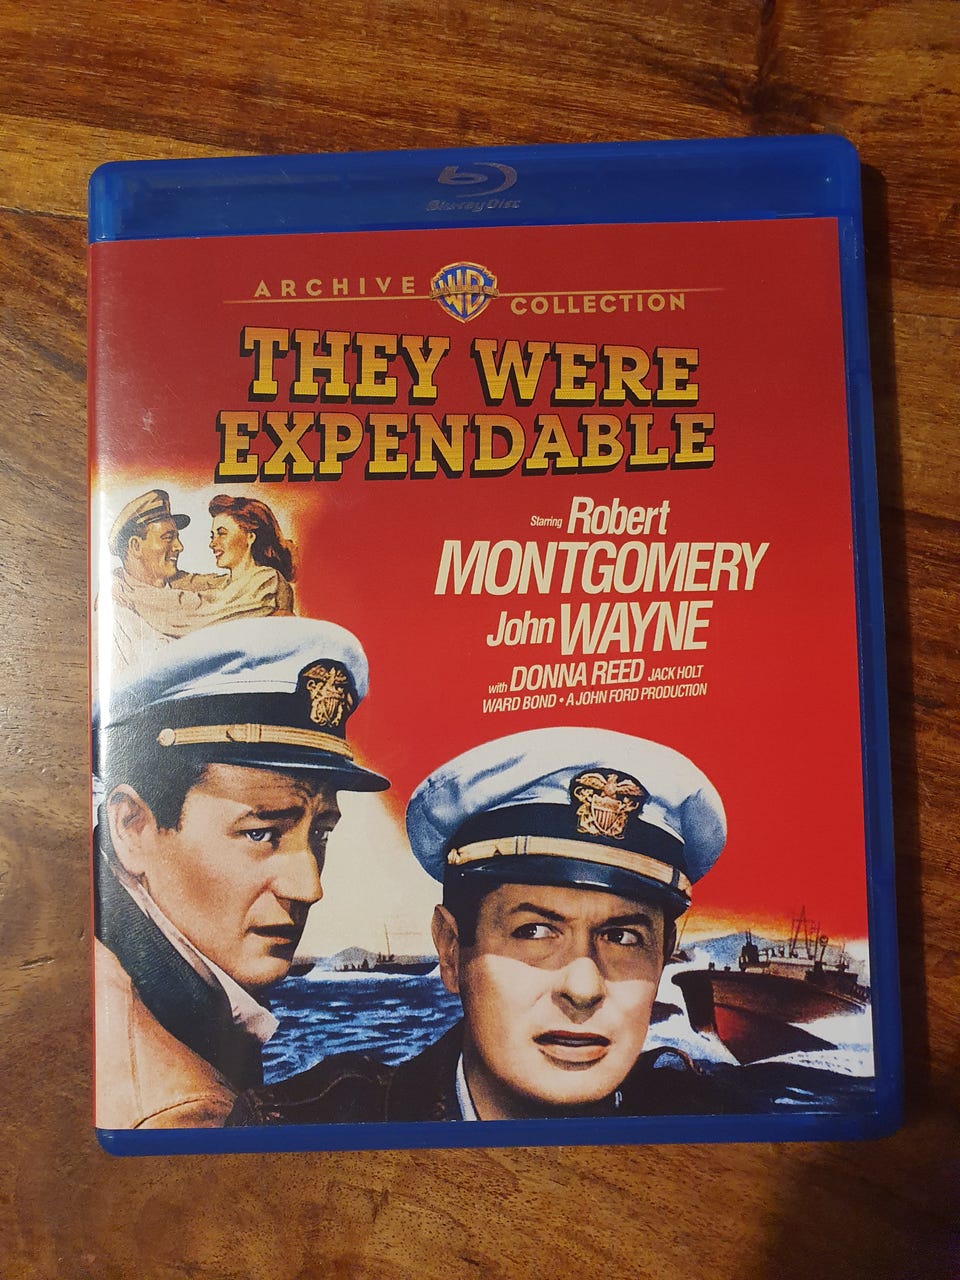 Blu-ray Disc
ARCHIVE WB COLLECTION
THEY WERE
EXPENDABLE
Starring Robert
MONTGOMERY
John WAYNE
with DONNA REED JACK HOLT
WARD BOND • A JOHN FORD PRODUCTION